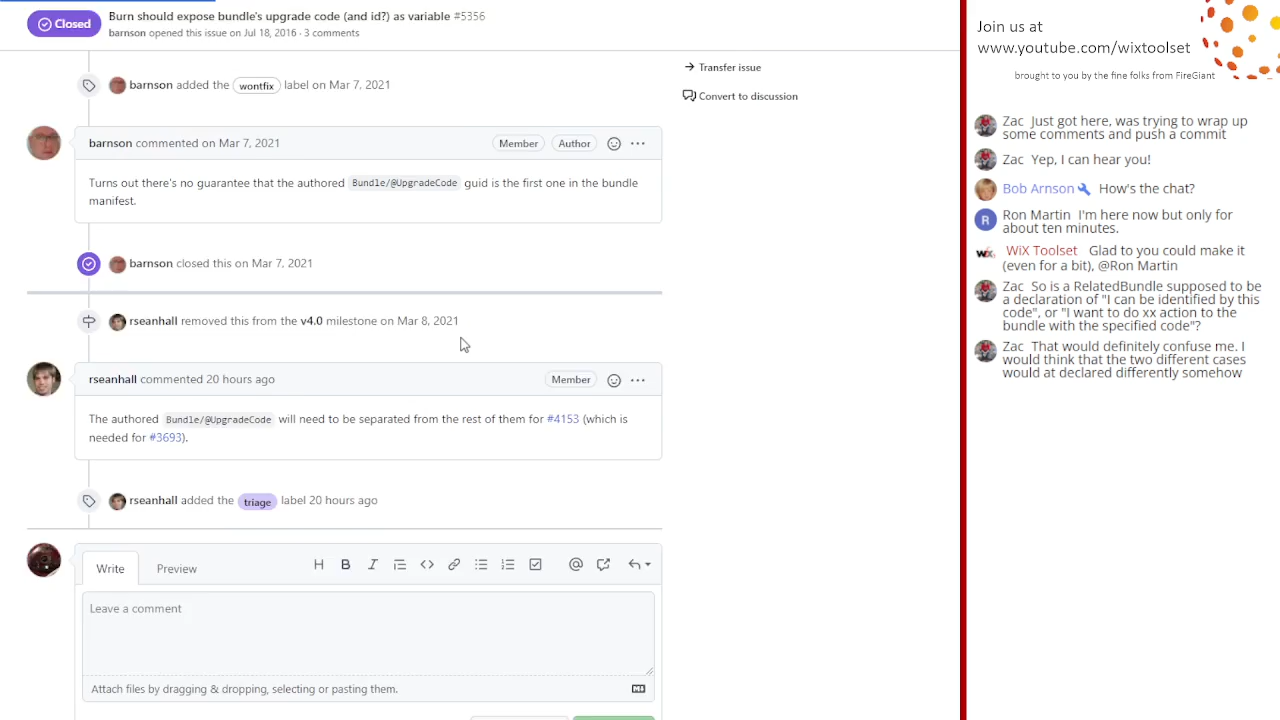 Closed
Burn should expose bundle's upgrade code (and id?) as variable #5356
barnson opened this issue on Jul 18, 2016 · 3 comments
barnson added the wontfix label on Mar 7, 2021
barnson commented on Mar 7, 2021
Member
Author
Turns out there's no guarantee that the authored Bundle/@UpgradeCode guid is the first one in the bundle
manifest.
barnson closed this on Mar 7, 2021
rseanhall removed this from the v4.0 milestone on Mar 8, 2021
rseanhall commented 20 hours ago
Member
The authored Bundle/@UpgradeCode will need to be separated from the rest of them for #4153 (which is
needed for #3693).
rseanhall added the triage label 20 hours ago
Write
Preview
Leave a comment
Attach files by dragging & dropping, selecting or pasting them.
Transfer issue
Convert to discussion
Join us at
www.youtube.com/wixtoolset
brought to you by the fine folks from FireGiant
Zac Just got here, was trying to wrap up
some comments and push a commit
Zac Yep, I can hear you!
Bob Arnson How's the chat?
R
Ron Martin I'm here now but only for
about ten minutes.
WiX Toolset Glad to you could make it
(even for a bit), @Ron Martin
Zac So is a RelatedBundle supposed to be
a declaration of "I can be identified by this
code", or "I want to do xx action to the
bundle with the specified code"?
Zac That would definitely confuse me. I
would think that the two different cases
would at declared differently somehow